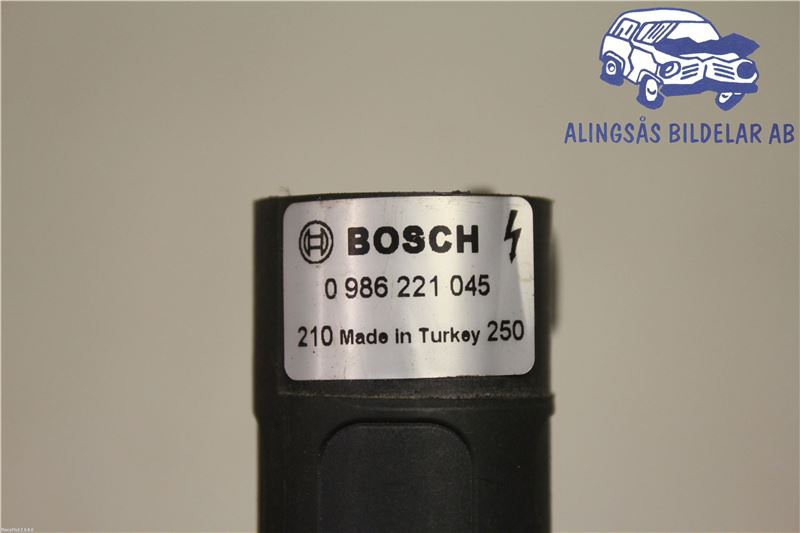 ALINGSÅS BILDELAR AB
BOSCH
0 986 221 045
210 Made in Turkey 250